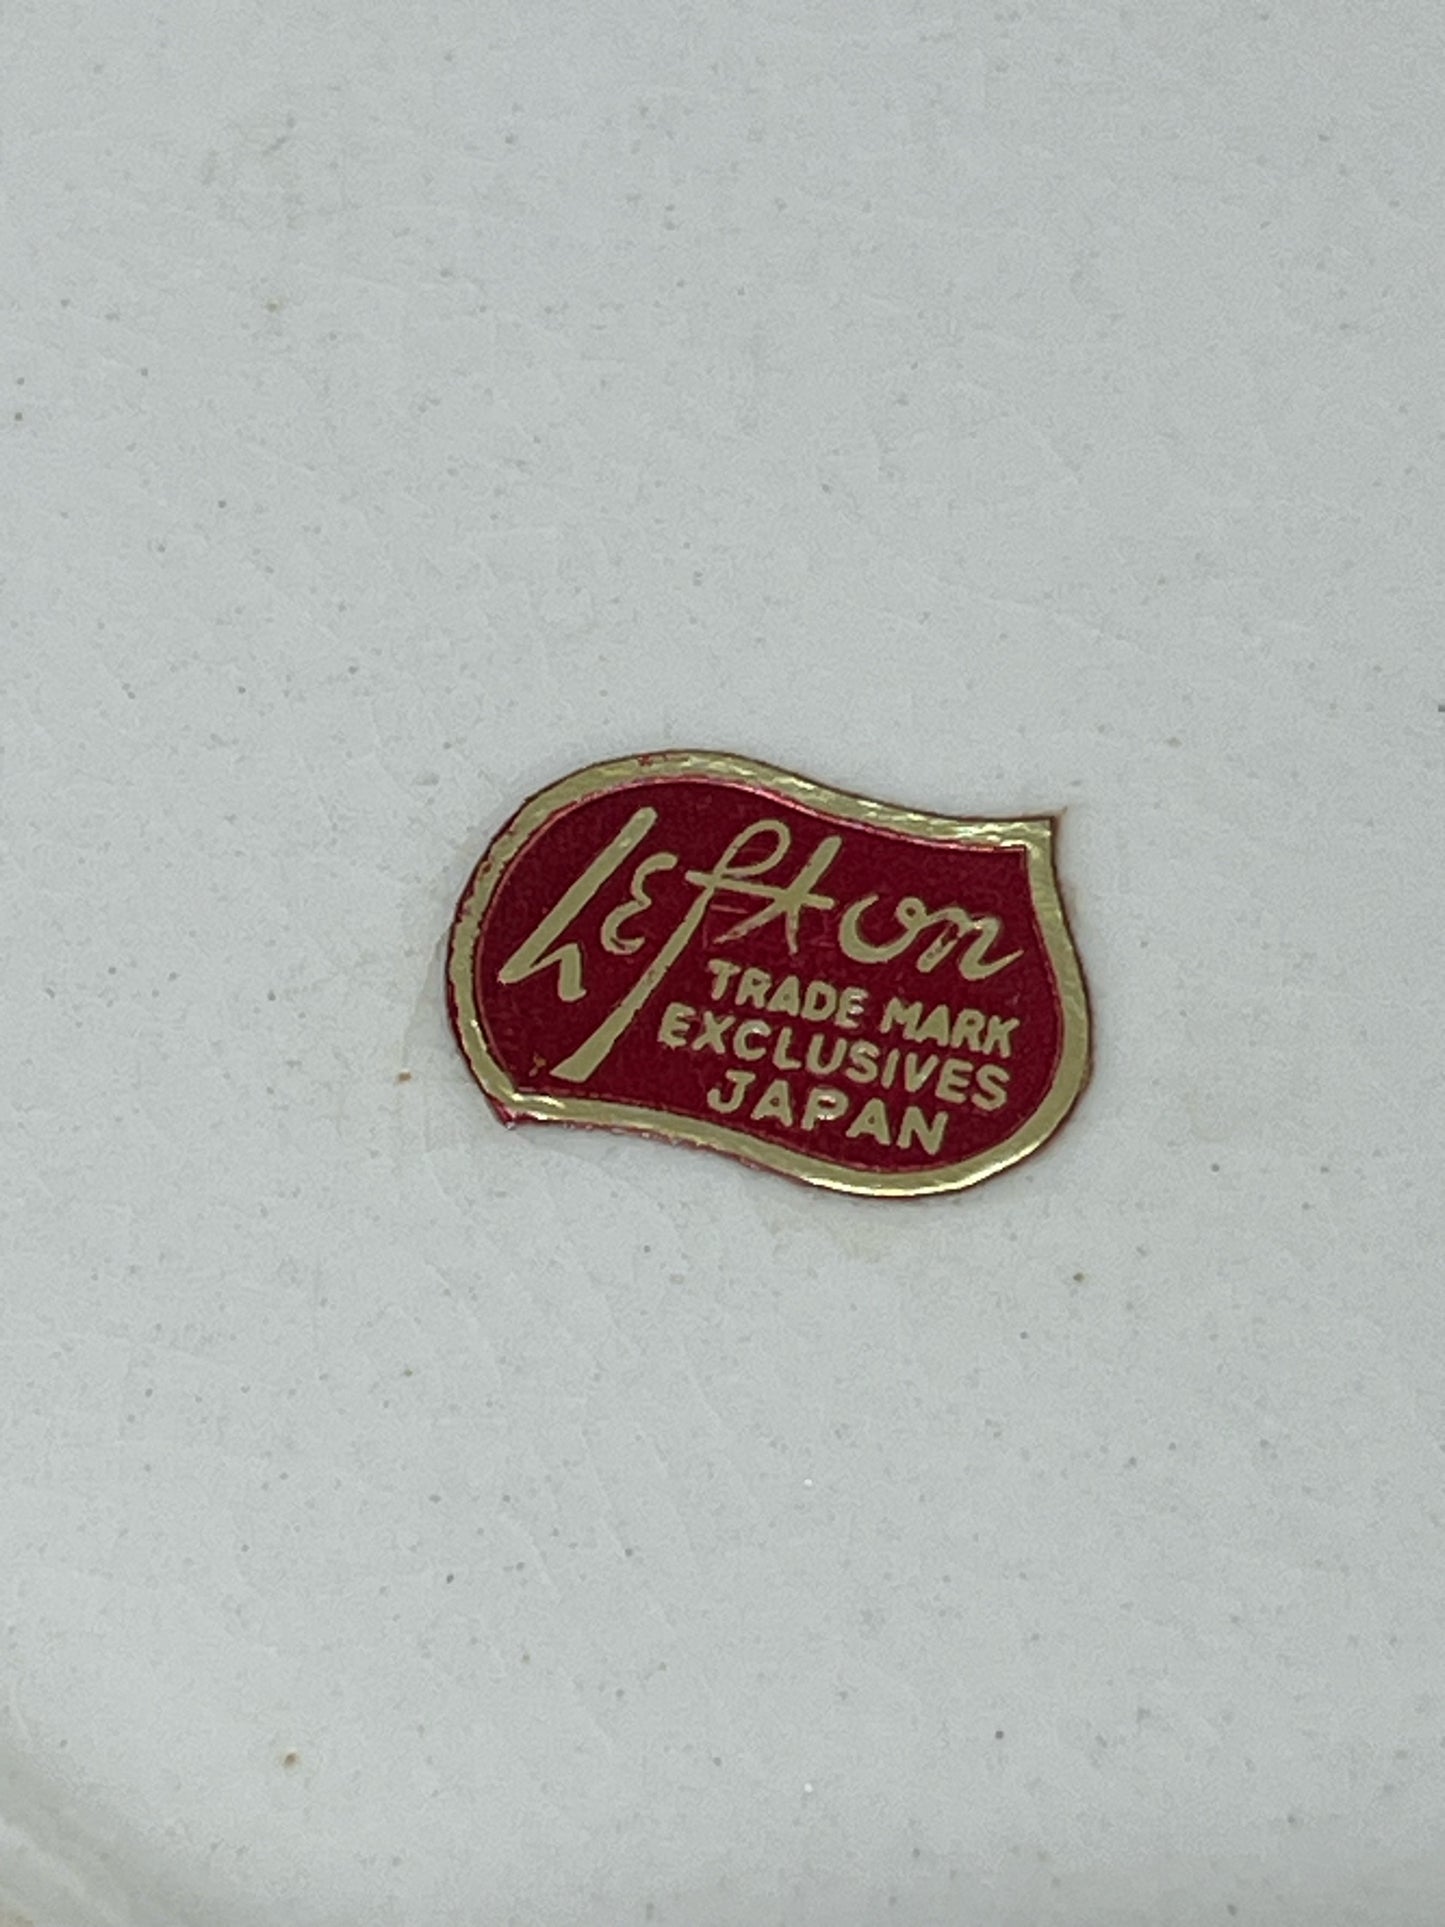 Lefton
TRADE MARK
EXCLUSIVES
JAPAN